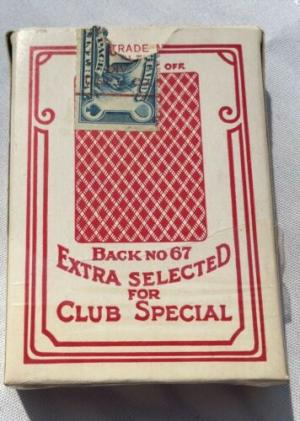 TRADE M
OFF.
BACK NO 67
EXTRA SELECTED
FOR
CLUB SPECIAL